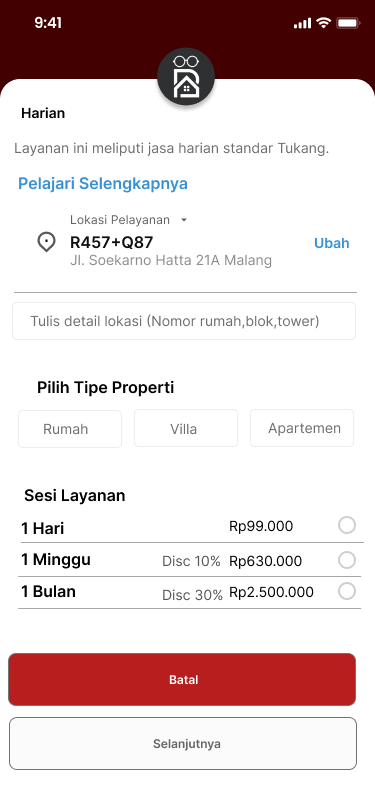 9:41
Harian
Layanan ini meliputi jasa harian standar Tukang.
Pelajari Selengkapnya
Lokasi Pelayanan
R457+Q87
Ubah
Jl. Soekarno Hatta 21A Malang
Tulis detail lokasi (Nomor rumah,blok,tower)
Pilih Tipe Properti
Rumah Villa Apartemen
Sesi Layanan
1 Hari Rp99.000
1 Minggu Disc 10% Rp630.000
1 Bulan Disc 30% Rp2.500.000
Batal
Selanjutnya